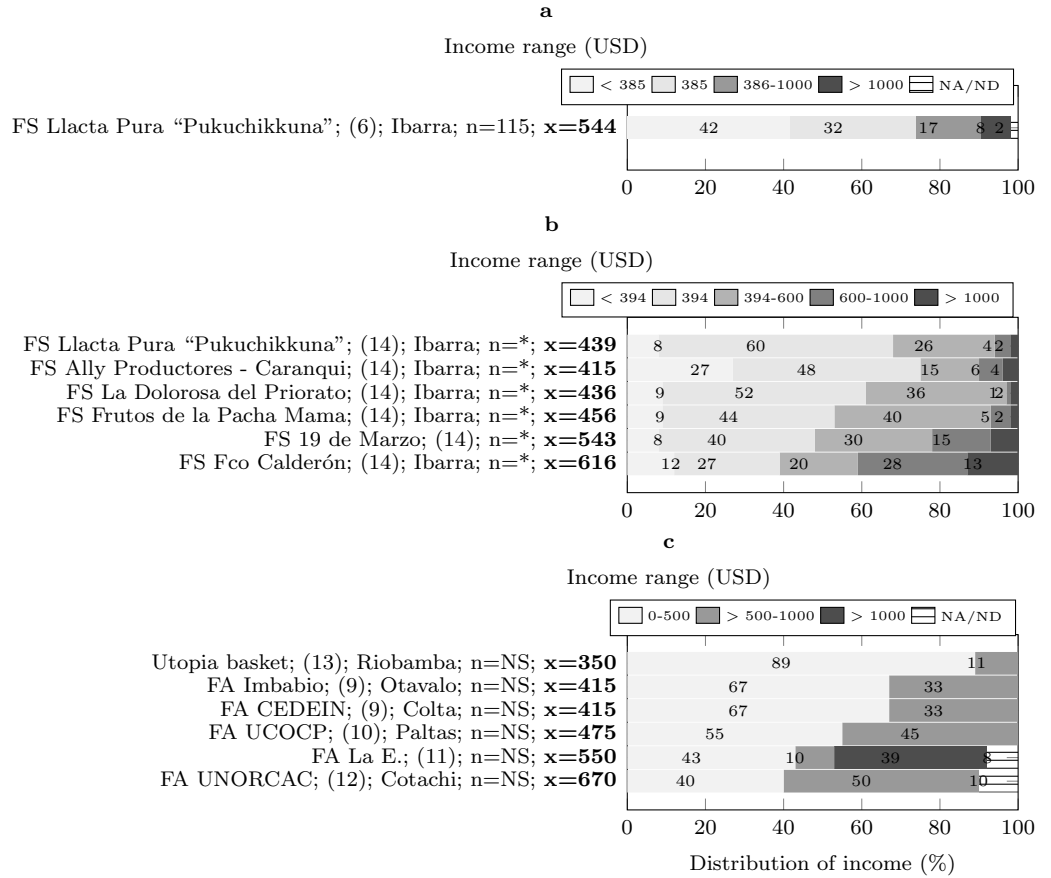 a
Income range (USD)
< 385 385 386-1000 > 1000 NA/ND
FS Llacta Pura “Pukuchikkuna”; (6); Ibarra; n=115; x=544 42 32 17 8 2
0 20 40 60 80 100
b
Income range (USD)
< 394 394 394-600 600-1000 > 1000
FS Llacta Pura “Pukuchikkuna”; (14); Ibarra; n=*; x=439 8 60 26 4 2
FS Ally Productores - Caranqui; (14); Ibarra; n=*; x=415 27 48 15 6 4
FS La Dolorosa del Priorato; (14); Ibarra; n=*; x=436 9 52 36 1 2
FS Frutos de la Pacha Mama; (14); Ibarra; n=*; x=456 9 44 40 5 2
FS 19 de Marzo; (14); n=*; x=543 8 40 30 15
FS Fco Calderón; (14); Ibarra; n=*; x=616 12 27 20 28 13
0 20 40 60 80 100
c
Income range (USD)
0-500 > 500-1000 > 1000 NA/ND
Utopia basket; (13); Riobamba; n=NS; x=350 89 11
FA Imbabio; (9); Otavalo; n=NS; x=415 67 33
FA CEDEIN; (9); Colta; n=NS; x=415 67 33
FA UCOCP; (10); Paltas; n=NS; x=475 55 45
FA La E.; (11); n=NS; x=550 43 10 39 8
FA UNORCAC; (12); Cotachi; n=NS; x=670 40 50 10
0 20 40 60 80 100
Distribution of income (%)